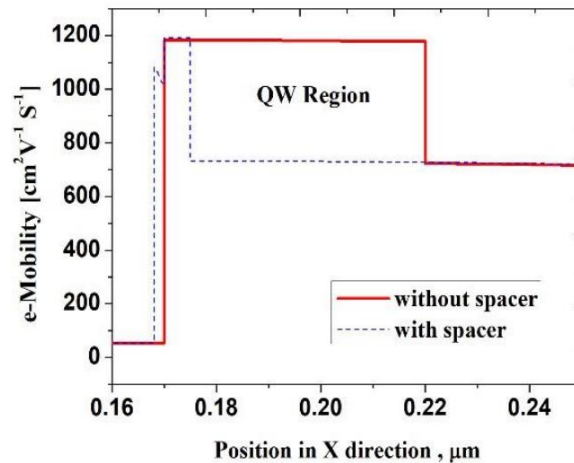 1200
1000
800
600
400
200
0
e-Mobility [cm²V⁻¹ S⁻¹)
QW Region
without spacer
with spacer
0.16 0.18 0.20 0.22 0.24
Position in X direction , μm